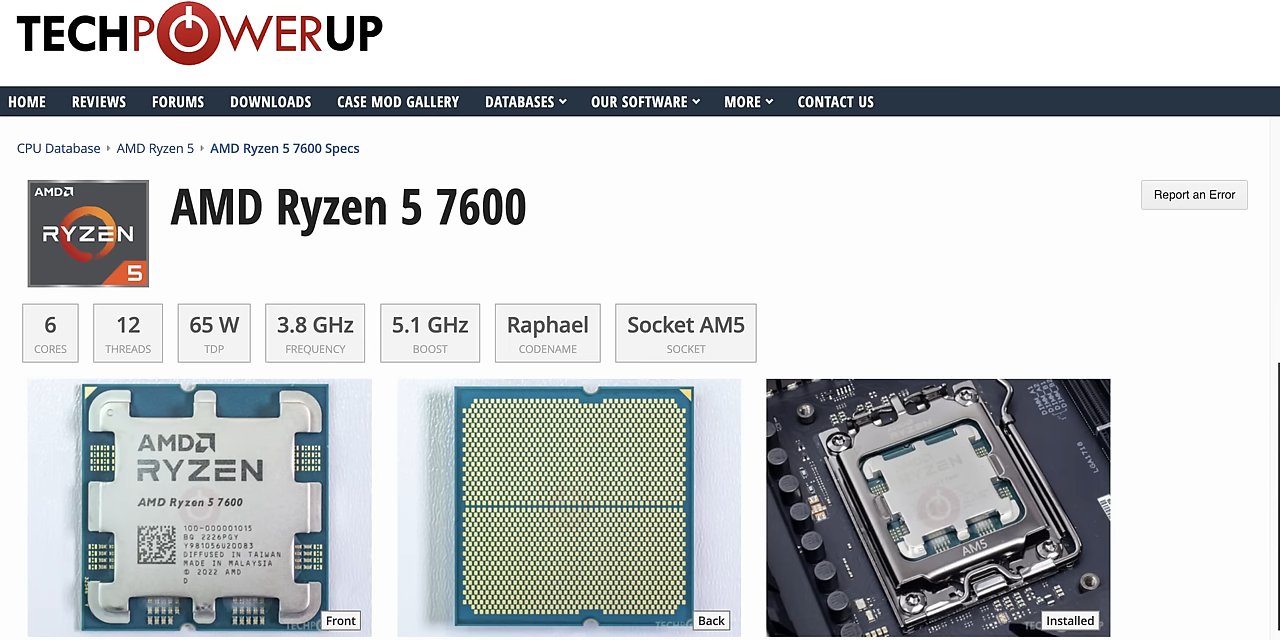 TECHPOWERUP
HOME REVIEWS FORUMS DOWNLOADS CASE MOD GALLERY DATABASES OUR SOFTWARE MORE CONTACT US
CPU Database AMD Ryzen 5 AMD Ryzen 5 7600 Specs
AMD
RYZEN
5
AMD Ryzen 5 7600
Report an Error
6 12 65 W 3.8 GHz 5.1 GHz Raphael Socket AM5
CORES THREADS TDP FREQUENCY BOOST CODENAME SOCKET
AMD
RYZEN
AMD Ryzen 5 7600
100-000001015
BG 2226PGY
Y981056U20083
DIFFUSED IN TAIWAN
MADE IN MALAYSIA
© 2022 AMD
D
Front
Back
RYZEN
AM5
LGA1718
Installed